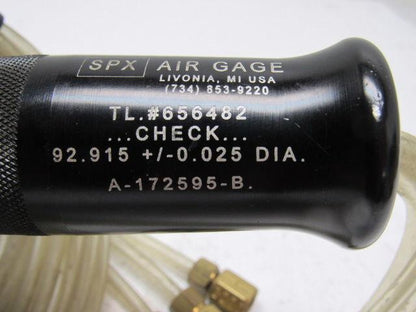 SPX AIR GAGE
LIVONIA, MI USA
(734) 853-9220
TL.#656482
...CHECK...
92.915 +/-0.025 DIA.
A-172595-B.